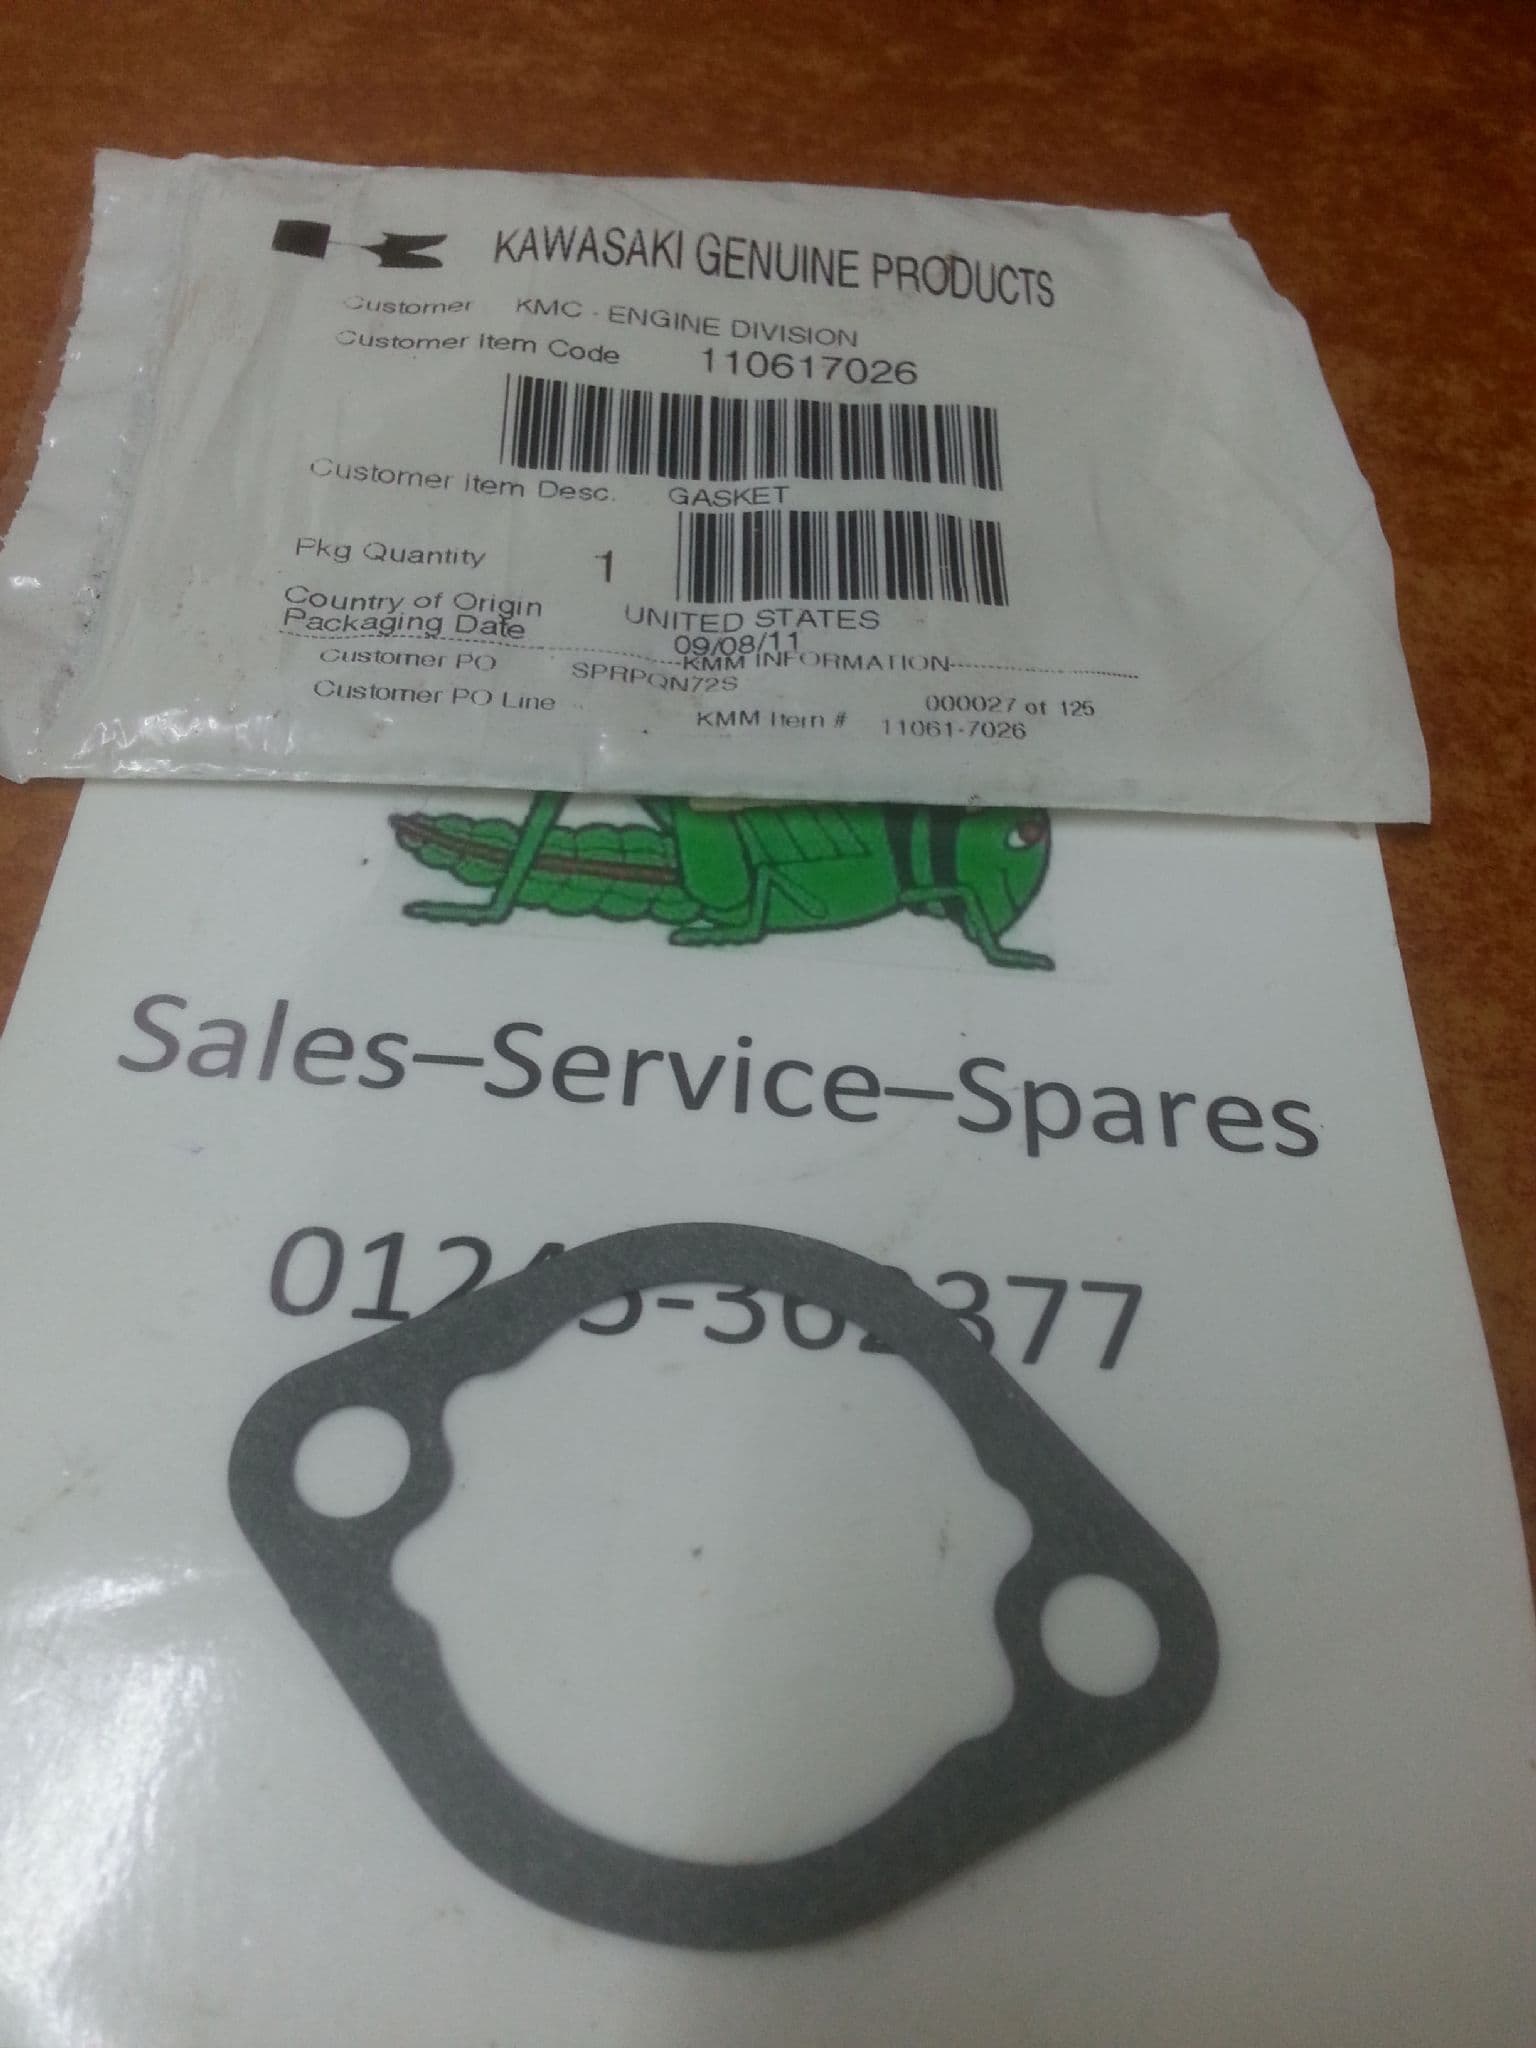 KAWASAKI GENUINE PRODUCTS
Customer KMC - ENGINE DIVISION
Customer Item Code 110617026
Customer Item Desc. GASKET
Pkg Quantity 1
Country of Origin UNITED STATES
Packaging Date 09/08/11
KMM INFORMATION
Customer PO SPRPQN72S
Customer PO Line 000027 of 125
KMM Item # 11061-7026
Sales–Service–Spares